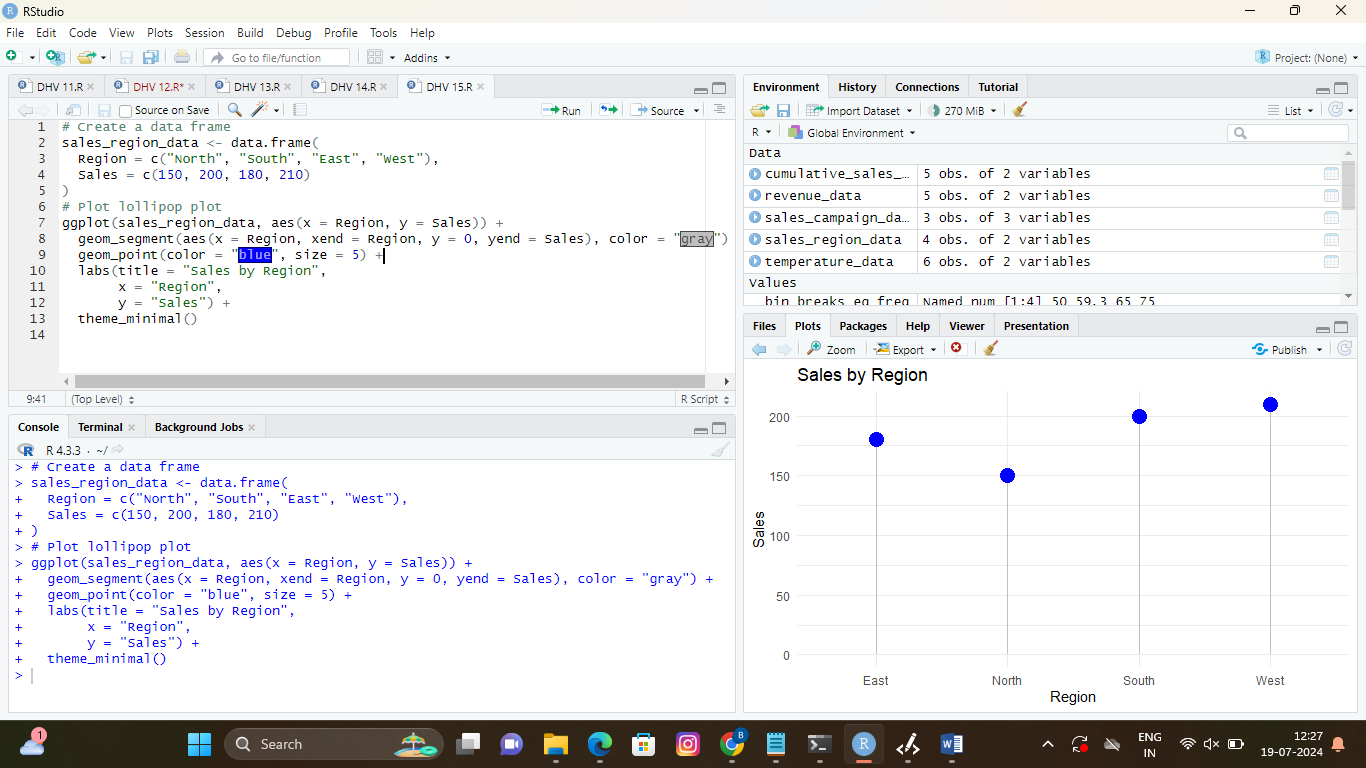 RStudio
File Edit Code View Plots Session Build Debug Profile Tools Help
Go to file/function
Addins
Project: (None)
DHV 11.R
DHV 12.R*
DHV 13.R
DHV 14.R
DHV 15.R
Source on Save
Run
Source
1 # Create a data frame
2 sales_region_data <- data.frame(
3 Region = c("North", "South", "East", "West"),
4 Sales = c(150, 200, 180, 210)
5 )
6 # Plot lollipop plot
7 ggplot(sales_region_data, aes(x = Region, y = Sales)) +
8 geom_segment(aes(x = Region, xend = Region, y = 0, yend = Sales), color = "gray")
9 geom_point(color = "blue", size = 5) +
10 labs(title = "Sales by Region",
11 x = "Region",
12 y = "Sales") +
13 theme_minimal()
14
9:41 (Top Level) R Script
Console Terminal Background Jobs
R 4.3.3 · ~/
> # Create a data frame
> sales_region_data <- data.frame(
+ Region = c("North", "South", "East", "West"),
+ Sales = c(150, 200, 180, 210)
+ )
> # Plot lollipop plot
> ggplot(sales_region_data, aes(x = Region, y = Sales)) +
+ geom_segment(aes(x = Region, xend = Region, y = 0, yend = Sales), color = "gray") +
+ geom_point(color = "blue", size = 5) +
+ labs(title = "Sales by Region",
+ x = "Region",
+ y = "Sales") +
+ theme_minimal()
>
Environment History Connections Tutorial
Import Dataset 270 MiB List
R Global Environment
Data
cumulative_sales_... 5 obs. of 2 variables
revenue_data 5 obs. of 2 variables
sales_campaign_da... 3 obs. of 3 variables
sales_region_data 4 obs. of 2 variables
temperature_data 6 obs. of 2 variables
Values
bin_breaks_eq_freq Named num [1:4] 50 59.3 65 75
Files Plots Packages Help Viewer Presentation
Zoom Export Publish
Sales by Region
200
150
100
50
0
Sales
East North South West
Region
1
Search
B
ENG
IN
12:27
19-07-2024